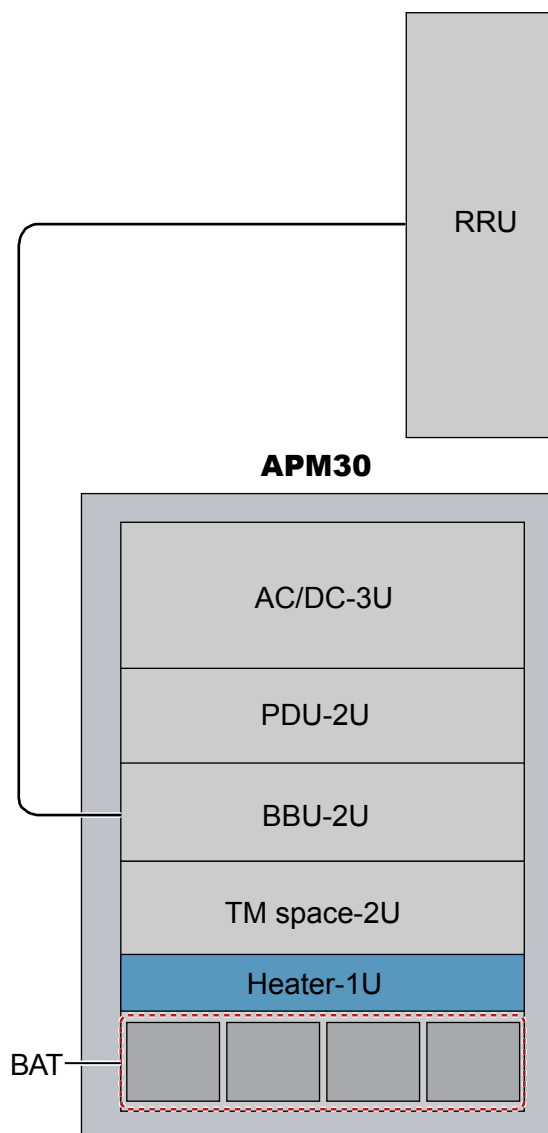 RRU
APM30
AC/DC-3U
PDU-2U
BBU-2U
TM space-2U
Heater-1U
BAT